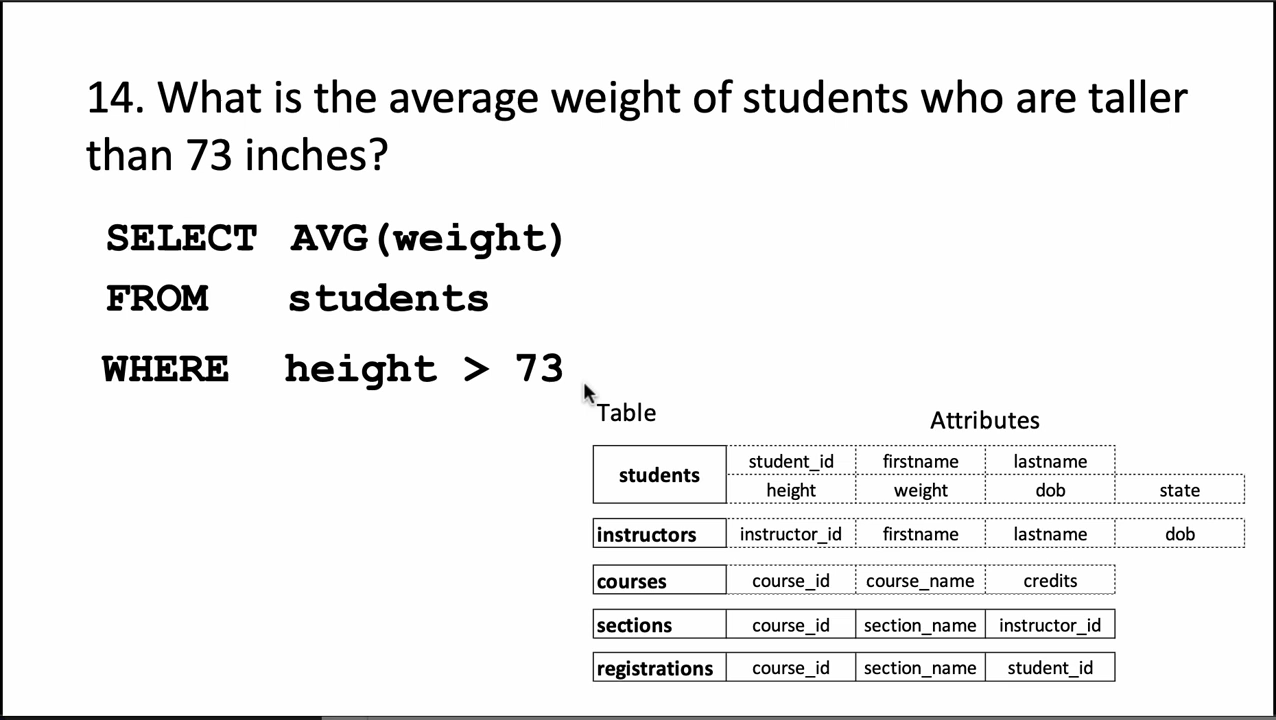 14. What is the average weight of students who are taller
than 73 inches?
SELECT AVG(weight)
FROM students
WHERE height > 73
Table Attributes
students student_id firstname lastname
height weight dob state
instructors instructor_id firstname lastname dob
courses course_id course_name credits
sections course_id section_name instructor_id
registrations course_id section_name student_id